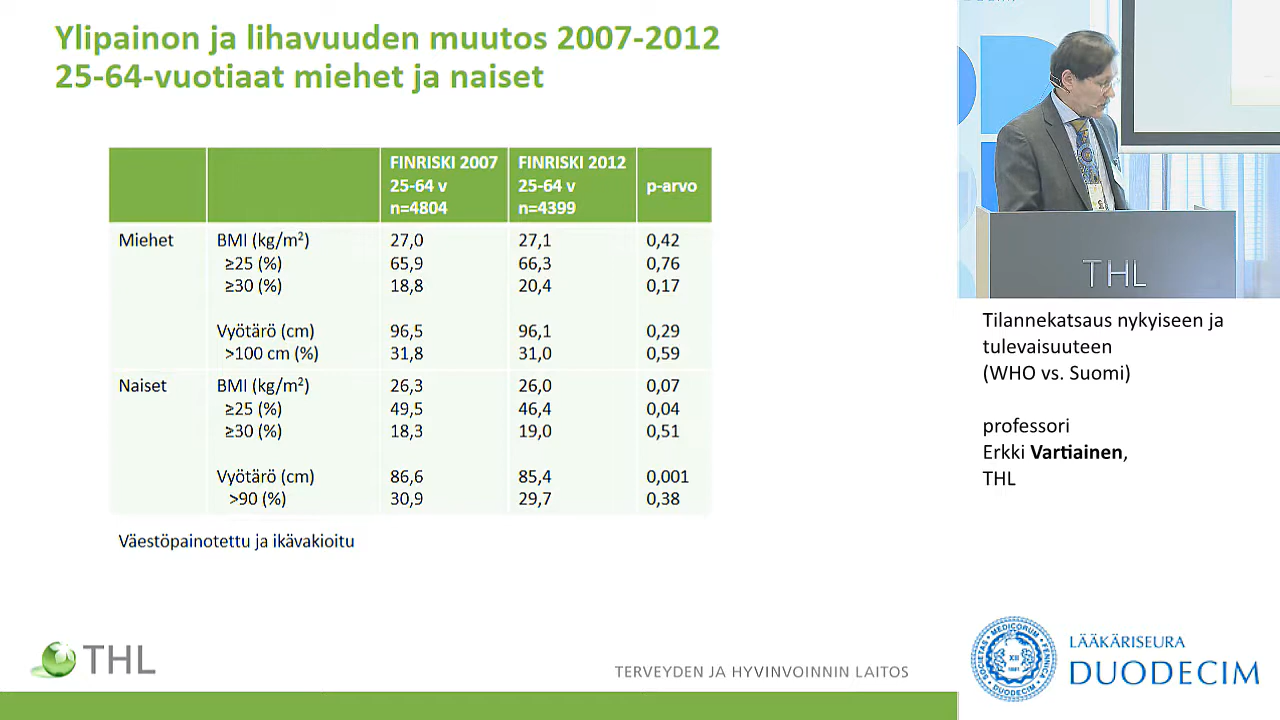 Ylipainon ja lihavuuden muutos 2007-2012
25-64-vuotiaat miehet ja naiset
FINRISKI 2007 FINRISKI 2012
25-64 v 25-64 v p-arvo
n=4804 n=4399
Miehet BMI (kg/m²) 27,0 27,1 0,42
≥25 (%) 65,9 66,3 0,76
≥30 (%) 18,8 20,4 0,17
Vyötärö (cm) 96,5 96,1 0,29
>100 cm (%) 31,8 31,0 0,59
Naiset BMI (kg/m²) 26,3 26,0 0,07
≥25 (%) 49,5 46,4 0,04
≥30 (%) 18,3 19,0 0,51
Vyötärö (cm) 86,6 85,4 0,001
>90 (%) 30,9 29,7 0,38
Väestöpainotettu ja ikävakioitu
THL
TERVEYDEN JA HYVINVOINNIN LAITOS
THL
Tilannekatsaus nykyiseen ja
tulevaisuuteen
(WHO vs. Suomi)
professori
Erkki Vartiainen,
THL
LÄÄKÄRISEURA
DUODECIM